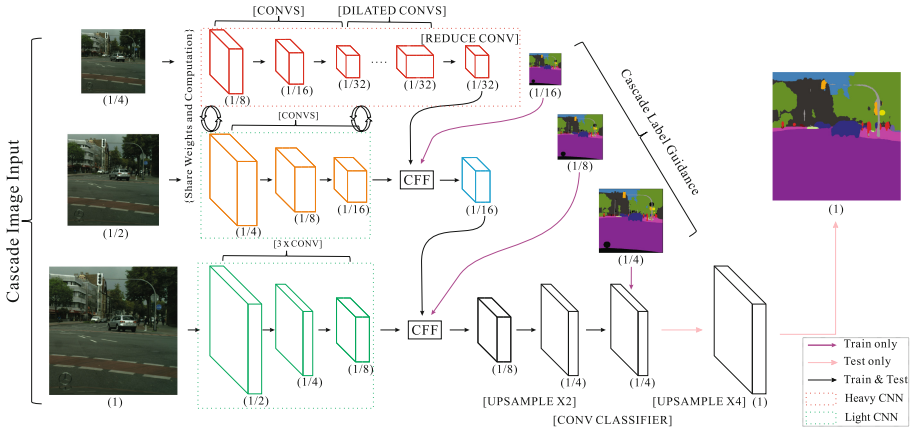 Cascade Image Input
(1/4)
(1/2)
(1)
{Share Weights and Computation}
[CONVS]
[DILATED CONVS]
[REDUCE CONV]
(1/8)
(1/16)
(1/32)
....
(1/32)
(1/32)
[CONVS]
(1/4)
(1/8)
(1/16)
CFF
(1/16)
[3 X CONV]
(1/2)
(1/4)
(1/8)
CFF
(1/8)
(1/4)
(1/4)
(1)
[UPSAMPLE X2]
[CONV CLASSIFIER]
[UPSAMPLE X4]
(1/16)
(1/8)
(1/4)
Cascade Label Guidance
(1)
Train only
Test only
Train & Test
Heavy CNN
Light CNN